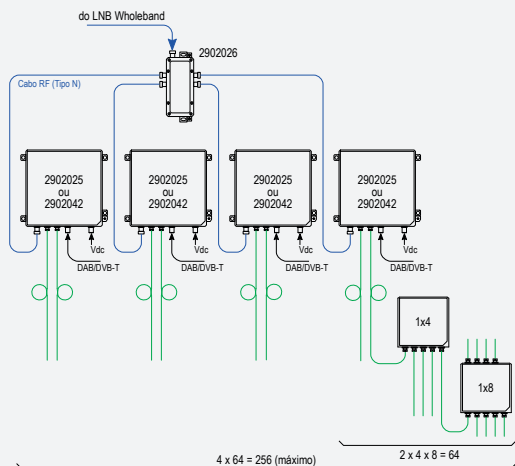 do LNB Wholeband
2902026
Cabo RF (Tipo N)
2902025
ou
2902042
2902025
ou
2902042
2902025
ou
2902042
2902025
ou
2902042
Vdc
Vdc
Vdc
Vdc
DAB/DVB-T
DAB/DVB-T
DAB/DVB-T
DAB/DVB-T
1x4
1x8
2 x 4 x 8 = 64
4 x 64 = 256 (máximo)